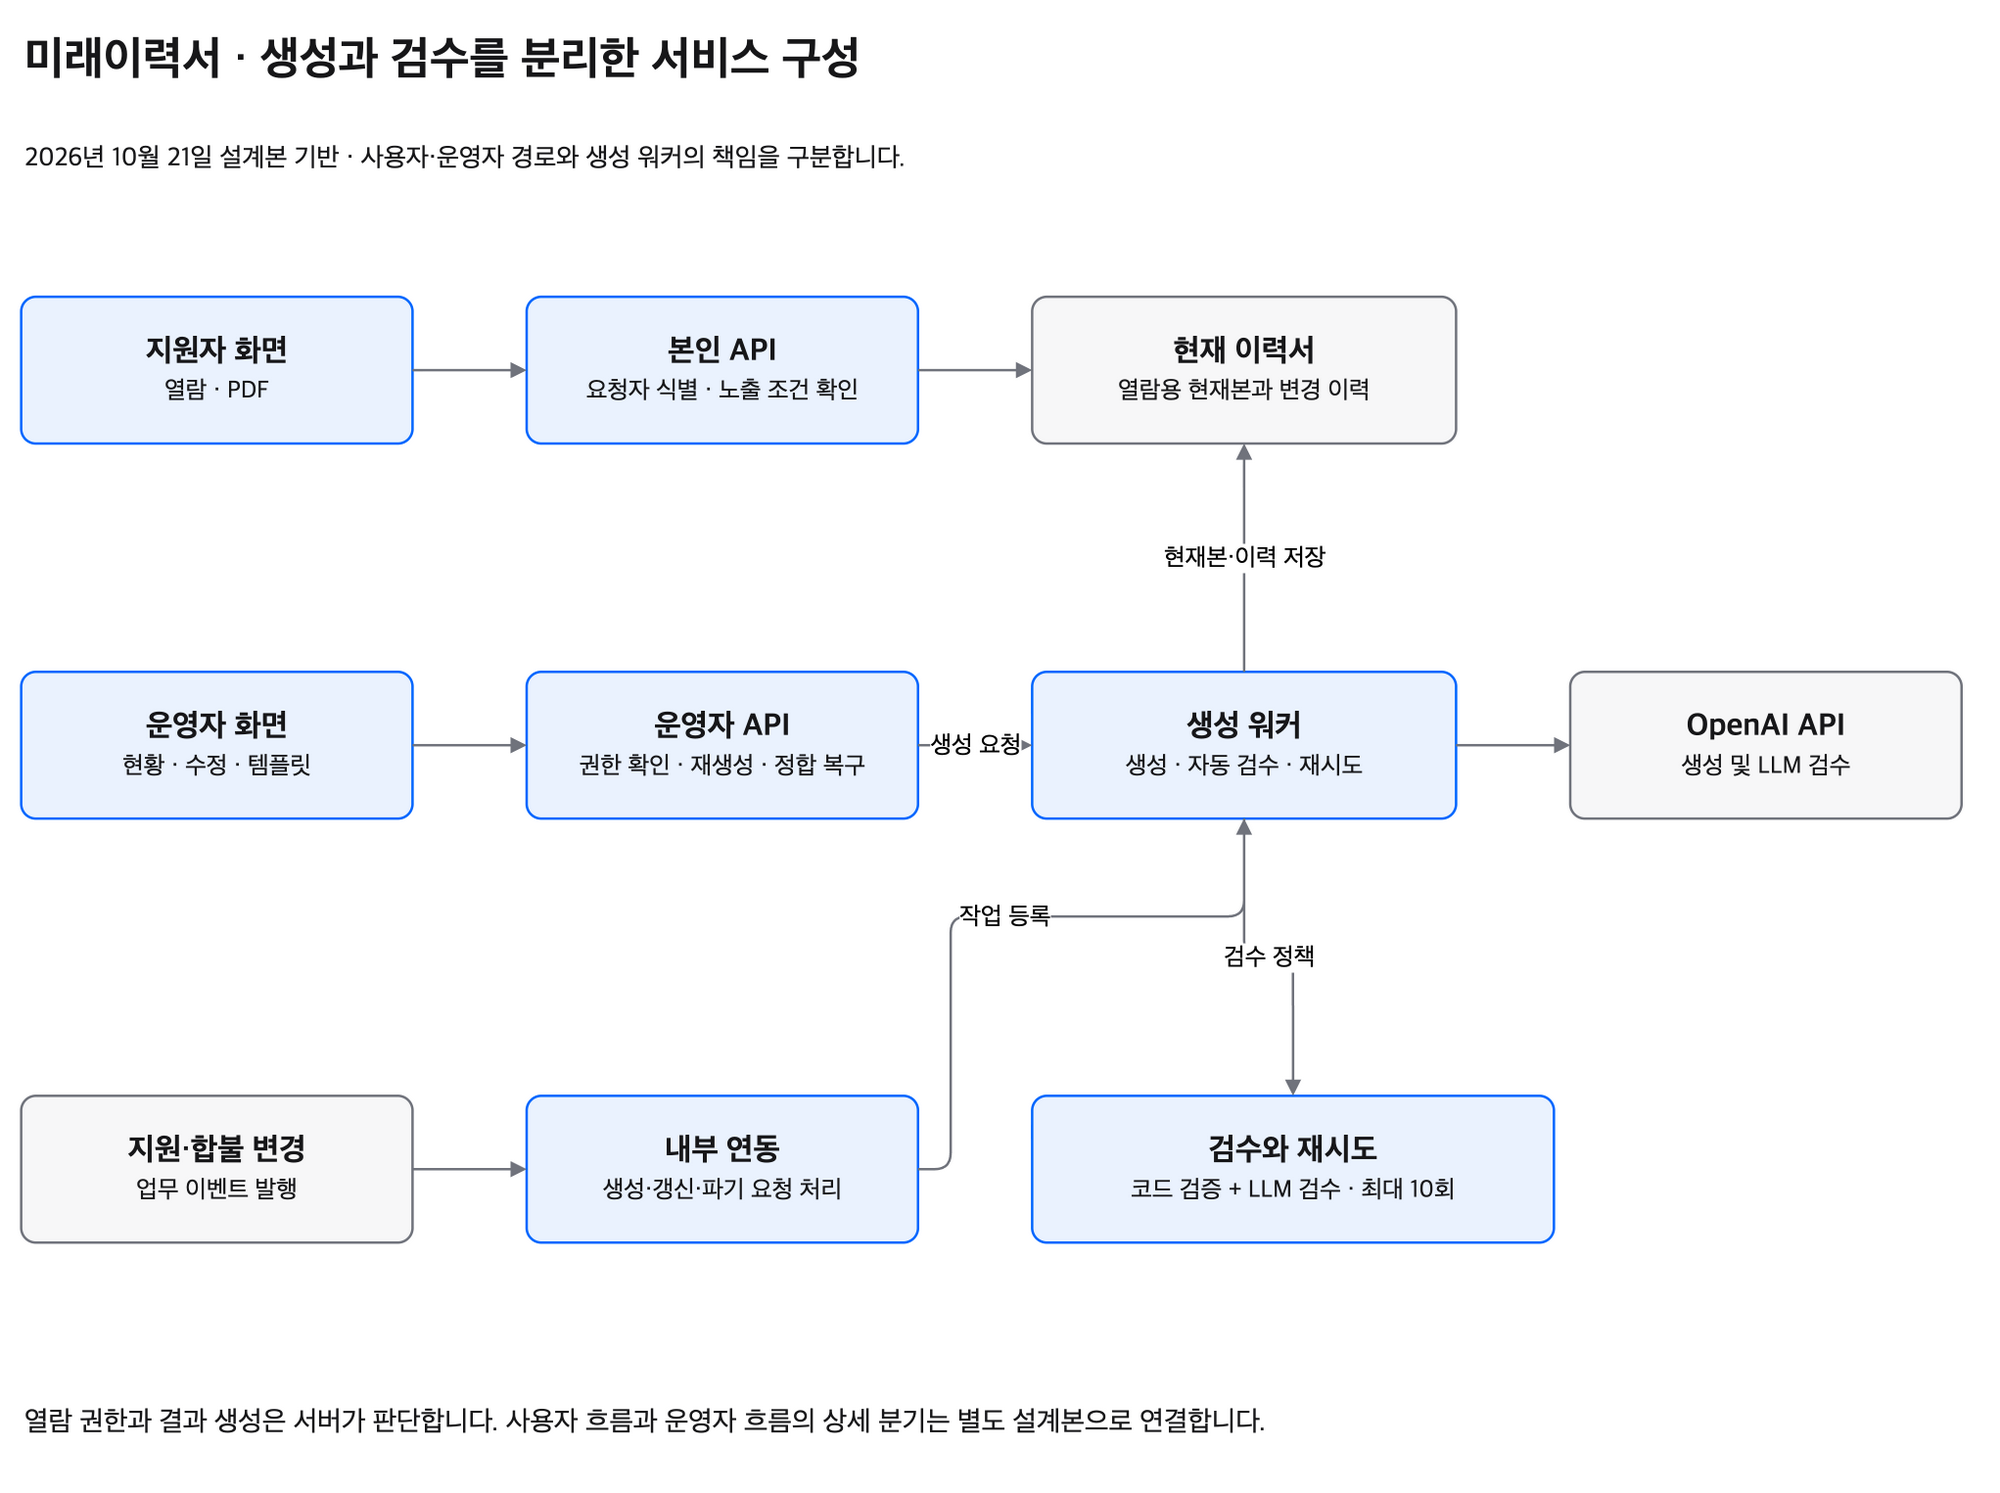 미래이력서 · 생성과 검수를 분리한 서비스 구성
2026년 10월 21일 설계본 기반 · 사용자·운영자 경로와 생성 워커의 책임을 구분합니다.
지원자 화면
열람 · PDF
본인 API
요청자 식별 · 노출 조건 확인
현재 이력서
열람용 현재본과 변경 이력
현재본·이력 저장
운영자 화면
현황 · 수정 · 템플릿
운영자 API
권한 확인 · 재생성 · 정합 복구
생성 요청
생성 워커
생성 · 자동 검수 · 재시도
OpenAI API
생성 및 LLM 검수
작업 등록
검수 정책
지원·합불 변경
업무 이벤트 발행
내부 연동
생성·갱신·파기 요청 처리
검수와 재시도
코드 검증 + LLM 검수 · 최대 10회
열람 권한과 결과 생성은 서버가 판단합니다. 사용자 흐름과 운영자 흐름의 상세 분기는 별도 설계본으로 연결합니다.